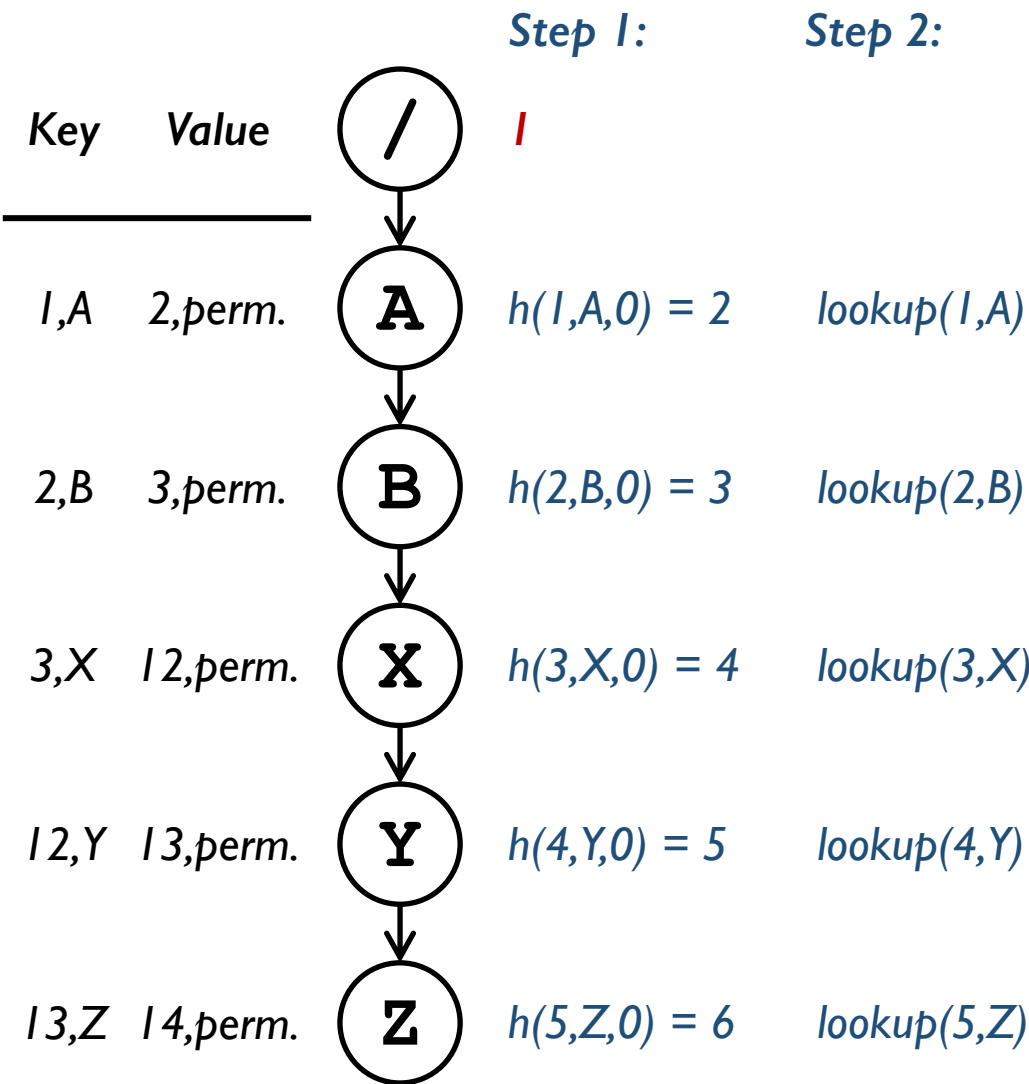 Step 1: Step 2:
Key Value / 1
1,A 2,perm. A h(1,A,0) = 2 lookup(1,A)
2,B 3,perm. B h(2,B,0) = 3 lookup(2,B)
3,X 12,perm. X h(3,X,0) = 4 lookup(3,X)
12,Y 13,perm. Y h(4,Y,0) = 5 lookup(4,Y)
13,Z 14,perm. Z h(5,Z,0) = 6 lookup(5,Z)